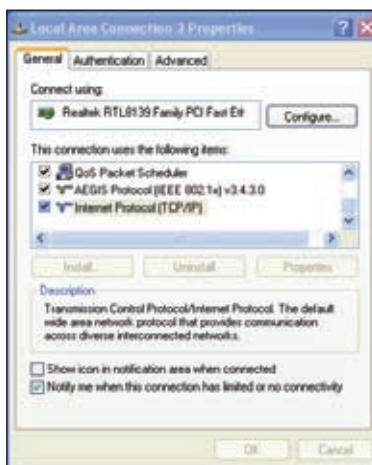 Local Area Connection 3 Properties
General Authentication Advanced
Connect using:
Realtek RTL8139 Family PCI Fast Eth
Configure...
This connection uses the following items:
QoS Packet Scheduler
AEGIS Protocol (IEEE 802.1x) v3.4.3.0
Internet Protocol (TCP/IP)
Install... Uninstall Properties
Description
Transmission Control Protocol/Internet Protocol. The default
wide area network protocol that provides communication
across diverse interconnected networks.
Show icon in notification area when connected
Notify me when this connection has limited or no connectivity
OK Cancel